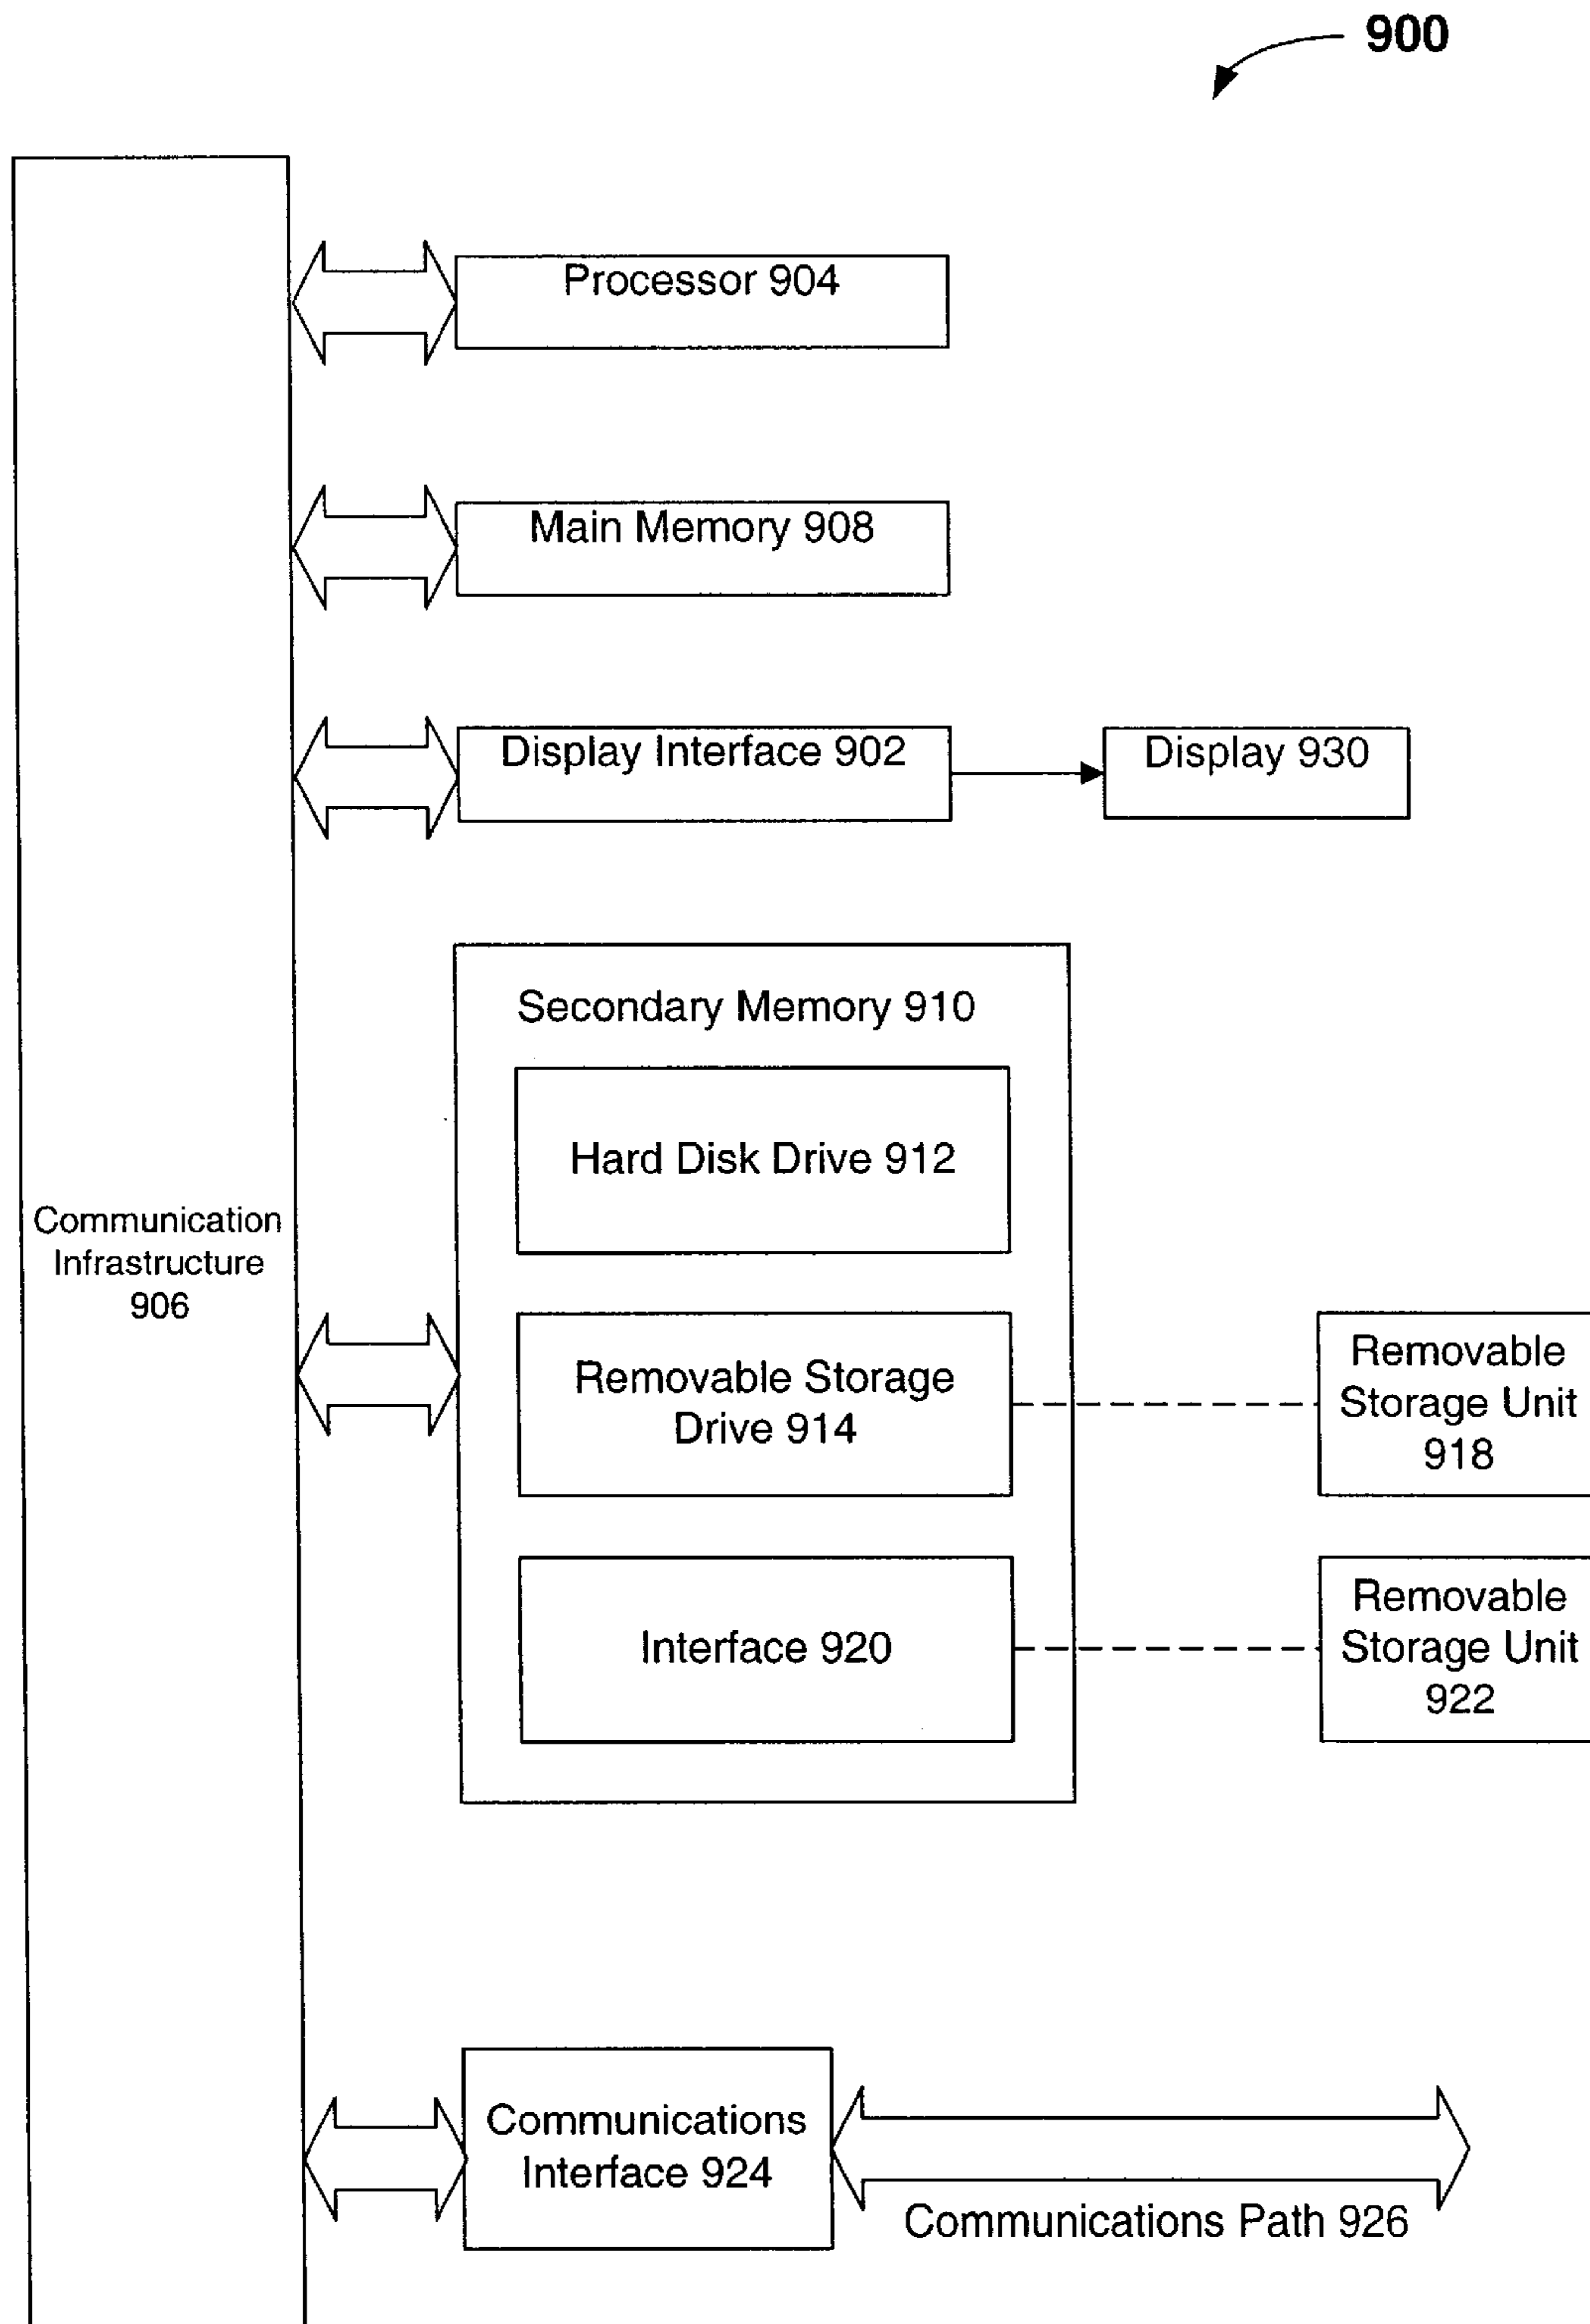 900
Processor 904
Main Memory 908
Display Interface 902
Display 930
Secondary Memory 910
Hard Disk Drive 912
Communication
Infrastructure
906
Removable Storage
Drive 914
Removable
Storage Unit
918
Interface 920
Removable
Storage Unit
922
Communications
Interface 924
Communications Path 926